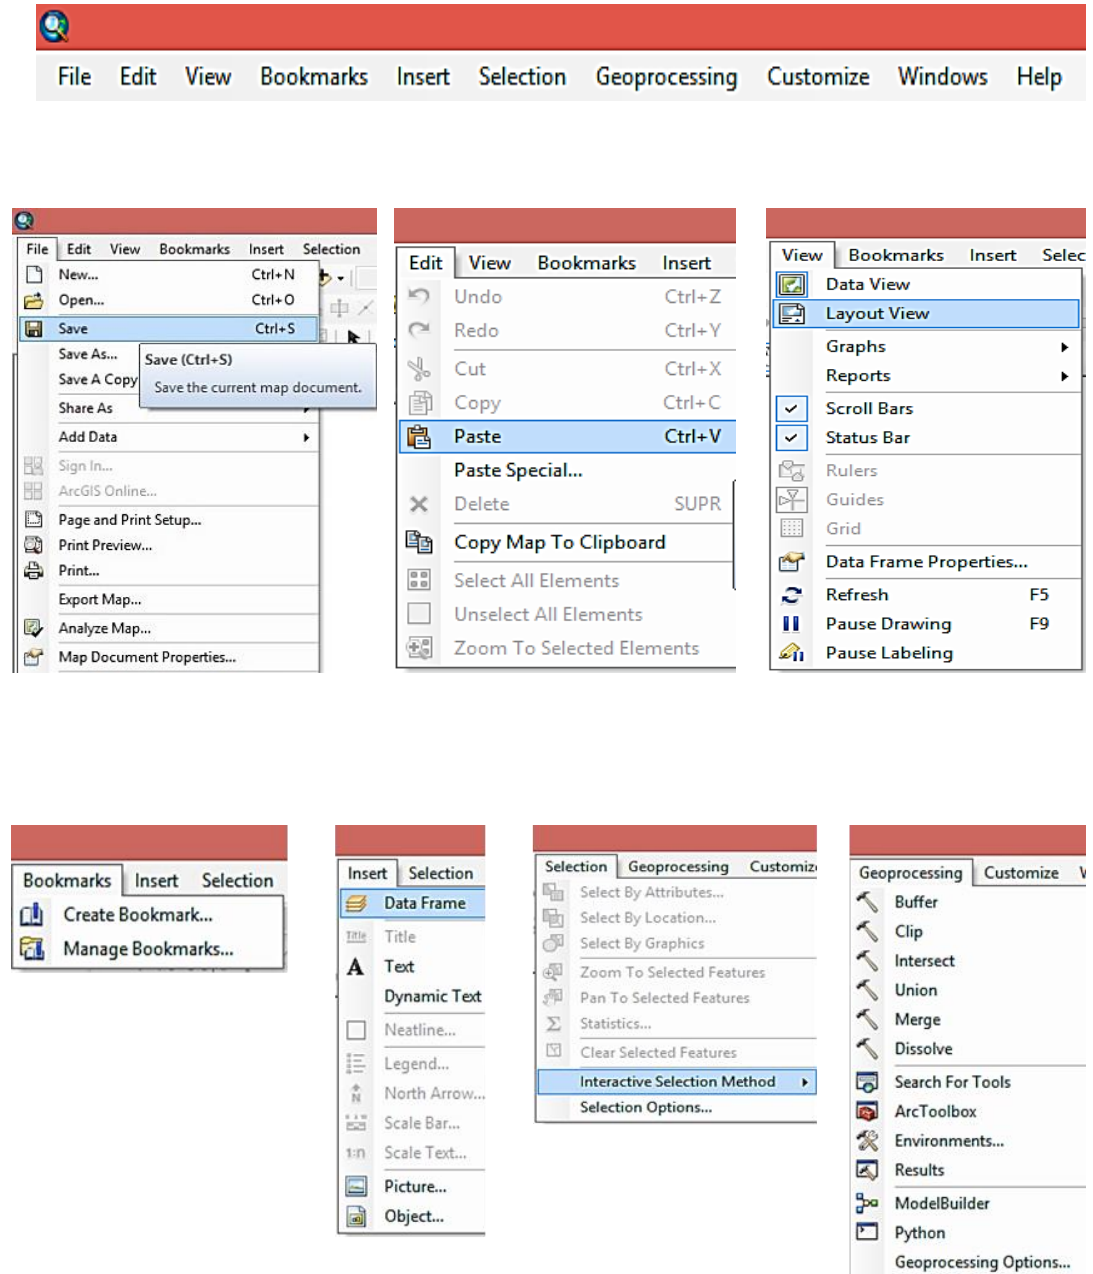 File Edit View Bookmarks Insert Selection Geoprocessing Customize Windows Help
File Edit View Bookmarks Insert Selection
New... Ctrl+N
Open... Ctrl+O
Save Ctrl+S
Save As...
Save (Ctrl+S)
Save A Copy
Save the current map document.
Share As
Add Data
Sign In...
ArcGIS Online...
Page and Print Setup...
Print Preview...
Print...
Export Map...
Analyze Map...
Map Document Properties...
Edit View Bookmarks Insert
Undo Ctrl+Z
Redo Ctrl+Y
Cut Ctrl+X
Copy Ctrl+C
Paste Ctrl+V
Paste Special...
Delete SUPR
Copy Map To Clipboard
Select All Elements
Unselect All Elements
Zoom To Selected Elements
View Bookmarks Insert Selec
Data View
Layout View
Graphs
Reports
Scroll Bars
Status Bar
Rulers
Guides
Grid
Data Frame Properties...
Refresh F5
Pause Drawing F9
Pause Labeling
Bookmarks Insert Selection
Create Bookmark...
Manage Bookmarks...
Insert Selection
Data Frame
Title Title
A Text
Dynamic Text
Neatline...
Legend...
N North Arrow...
Scale Bar...
1:n Scale Text...
Picture...
Object...
Selection Geoprocessing Customiz
Select By Attributes...
Select By Location...
Select By Graphics
Zoom To Selected Features
Pan To Selected Features
Σ Statistics...
Clear Selected Features
Interactive Selection Method
Selection Options...
Geoprocessing Customize
Buffer
Clip
Intersect
Union
Merge
Dissolve
Search For Tools
ArcToolbox
Environments...
Results
ModelBuilder
Python
Geoprocessing Options...